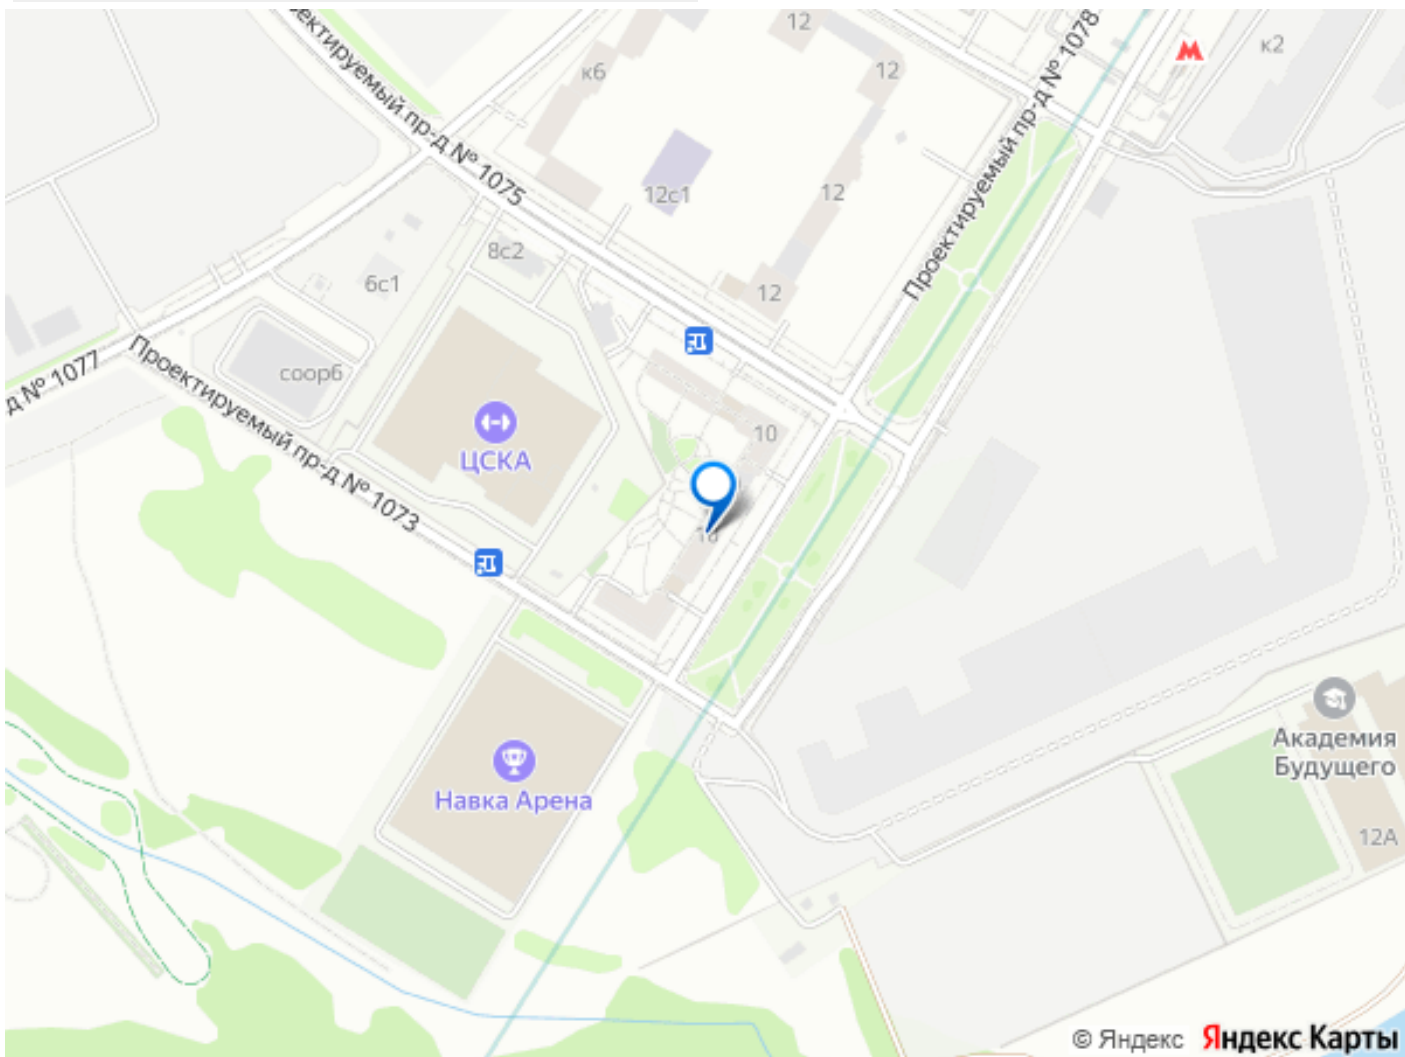 12
Проектируемый пр-д № 1078
к2
12
к6
ектируемый пр-д № 1075
12с1
12
8с2
6с1
12
д № 1077
Проектируемый пр-д № 1073
соор6
10
ЦСКА
10
Академия
Будущего
Навка Арена
12А
© Яндекс Яндекс Карты